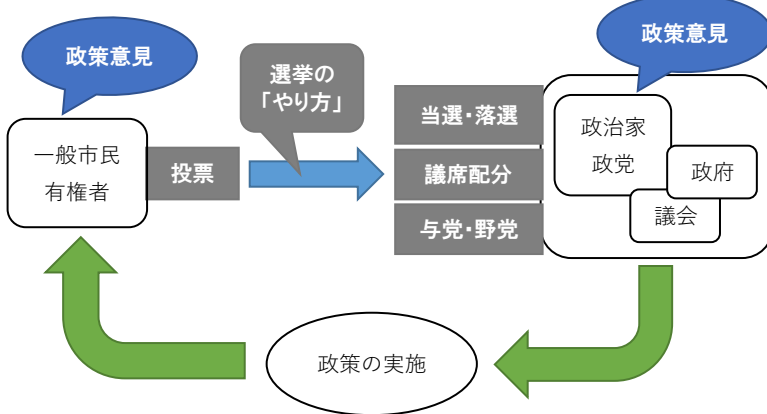 政策意見
選挙の
「やり方」
政策意見
一般市民
有権者
投票
当選・落選
議席配分
与党・野党
政治家
政党
政府
議会
政策の実施